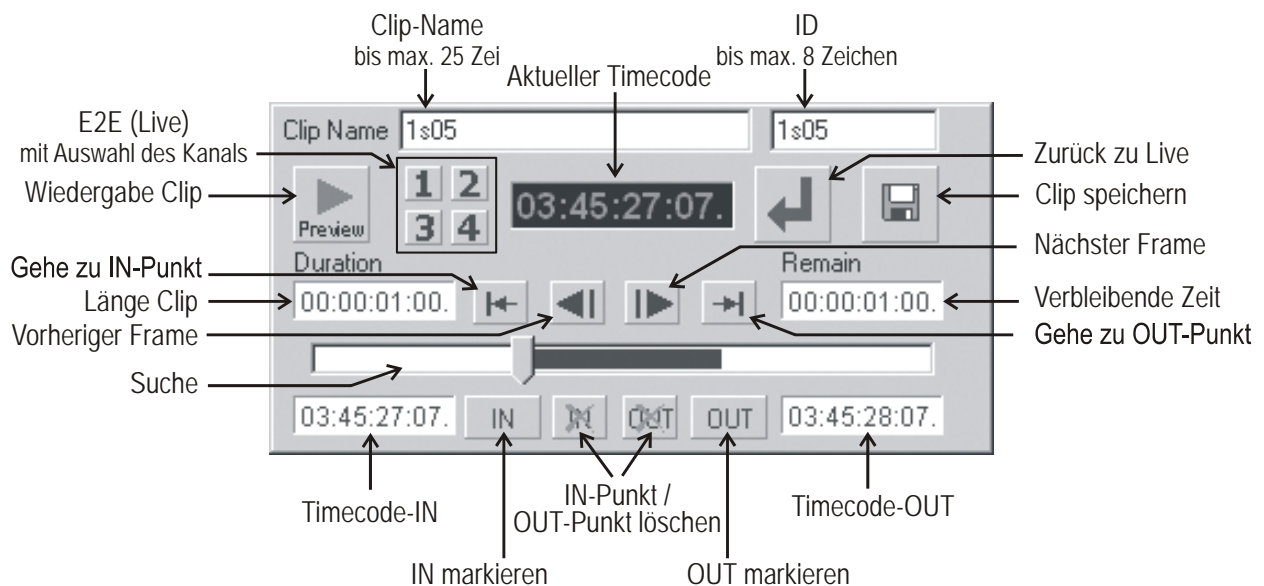 Clip-Name
bis max. 25 Zei
ID
bis max. 8 Zeichen
Aktueller Timecode
E2E (Live)
mit Auswahl des Kanals
Wiedergabe Clip
Gehe zu IN-Punkt
Länge Clip
Vorheriger Frame
Suche
Clip Name
1s05
1s05
Preview
1 2
3 4
03:45:27:07.
Duration
Remain
00:00:01:00.
00:00:01:00.
03:45:27:07.
IN
IN
OUT
OUT
03:45:28:07.
Zurück zu Live
Clip speichern
Nächster Frame
Verbleibende Zeit
Gehe zu OUT-Punkt
Timecode-IN
IN-Punkt /
OUT-Punkt löschen
Timecode-OUT
IN markieren
OUT markieren